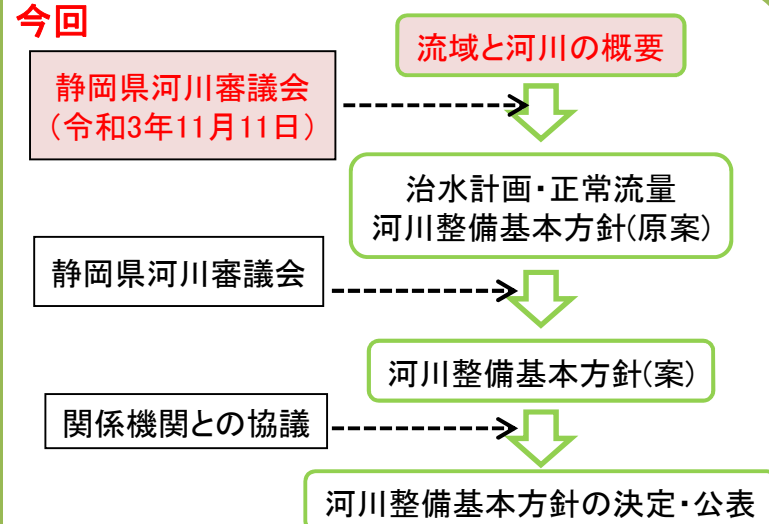 今回
流域と河川の概要
静岡県河川審議会
（令和3年11月11日）
治水計画・正常流量
河川整備基本方針(原案)
静岡県河川審議会
河川整備基本方針(案)
関係機関との協議
河川整備基本方針の決定・公表